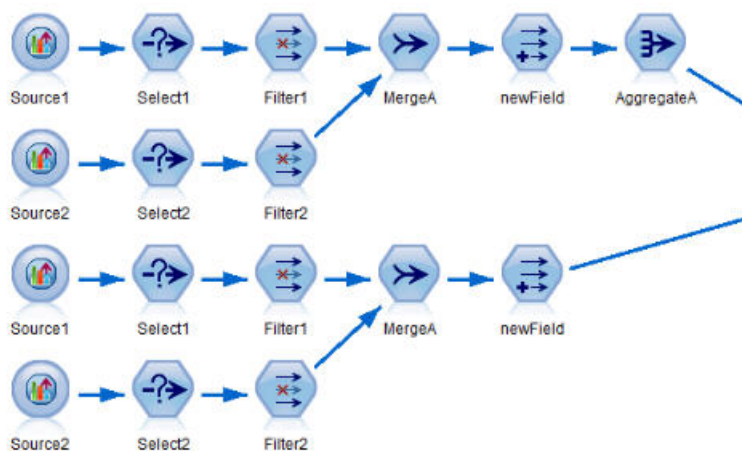 Source1 Select1 Filter1 MergeA newField AggregateA
Source2 Select2 Filter2
Source1 Select1 Filter1 MergeA newField
Source2 Select2 Filter2